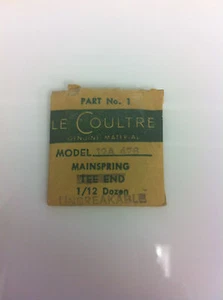 PART No. 1
LE COULTRE
GENUINE MATERIAL
MODEL
MAINSPRING
TEE END
1/12 Dozen
UNBREAKABLE